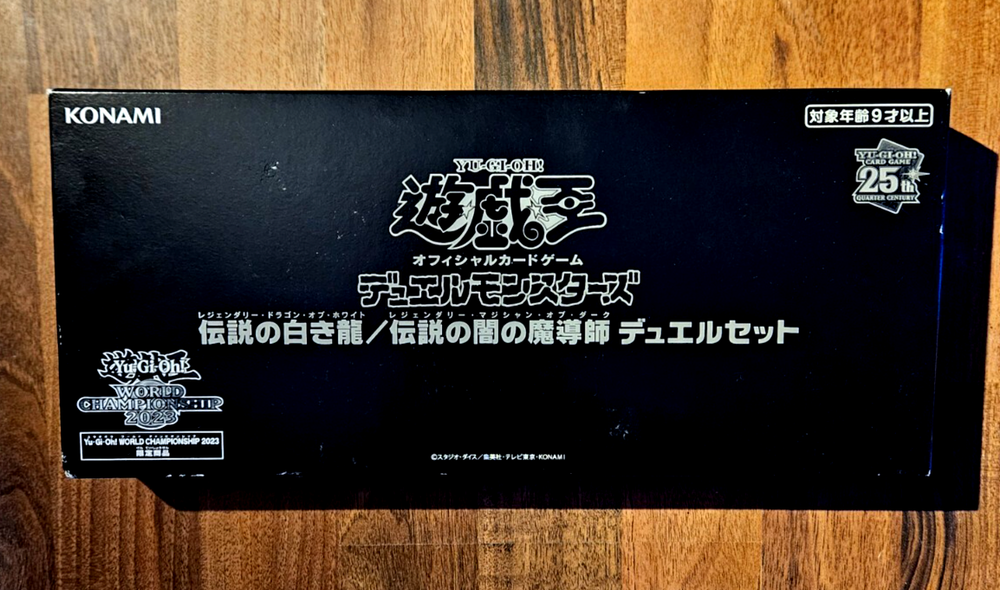 KONAMI
対象年齢9才以上
YU-GI-OH!
CARD GAME
25th
QUARTER CENTURY
YU-GI-OH!
遊戯王
オフィシャルカードゲーム
デュエルモンスターズ
レジェンダリー・ドラゴン・オブ・ホワイト レジェンダリー・マジシャン・オブ・ダーク
伝説の白き龍/伝説の闇の魔導師 デュエルセット
Yu-Gi-Oh!
WORLD
CHAMPIONSHIP
2023
Yu-Gi-Oh! WORLD CHAMPIONSHIP 2023
限定商品
©スタジオ・ダイス/集英社・テレビ東京・KONAMI